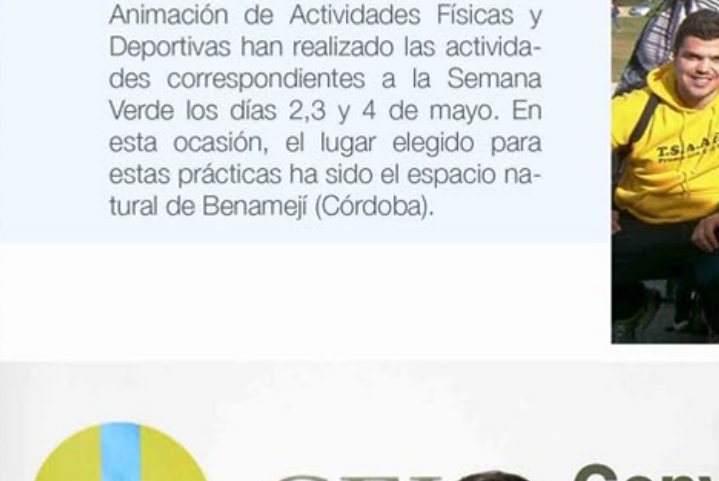 Animación de Actividades Físicas y
Deportivas han realizado las activida-
des correspondientes a la Semana
Verde los días 2,3 y 4 de mayo. En
esta ocasión, el lugar elegido para
estas prácticas ha sido el espacio na-
tural de Benamejí (Córdoba).